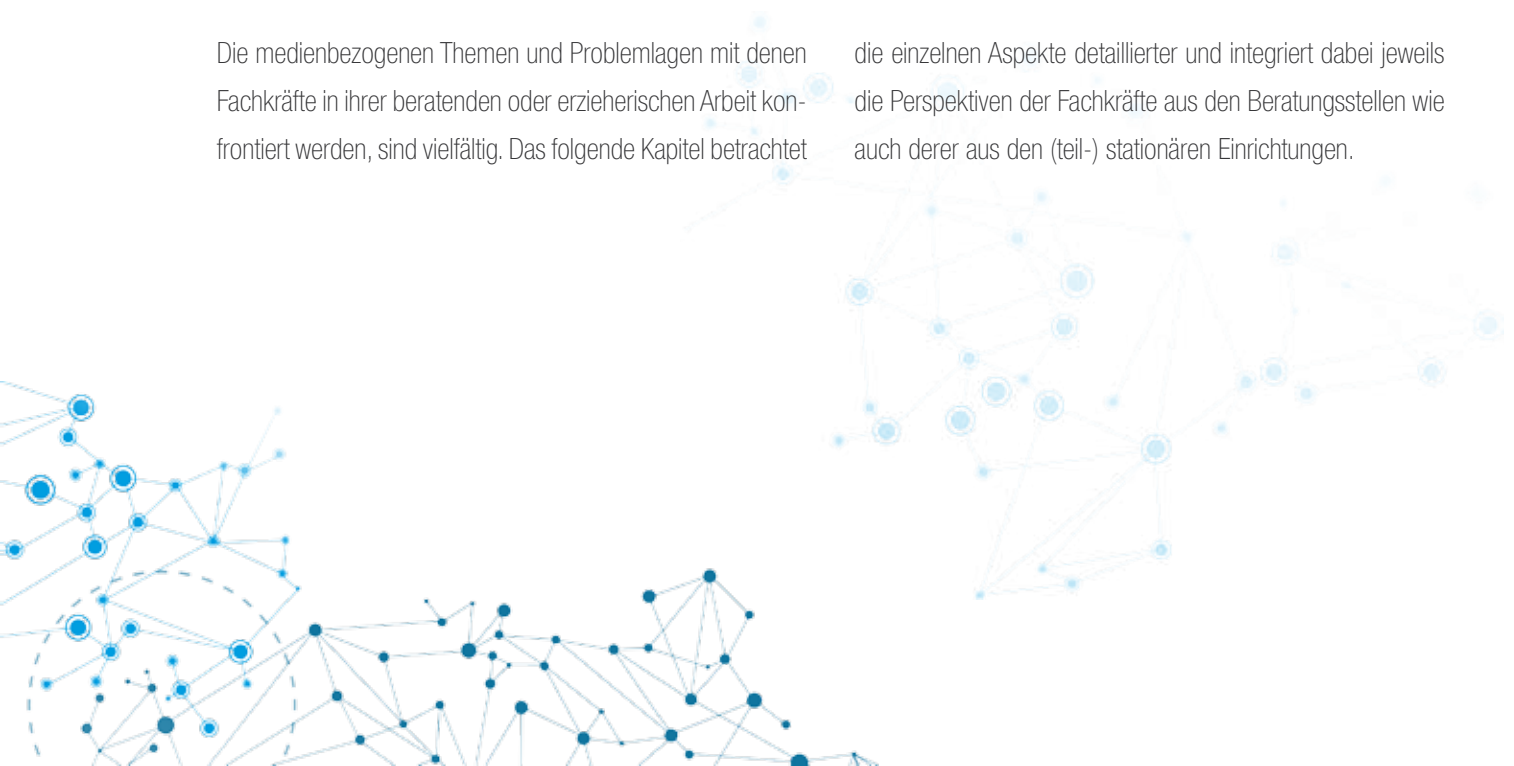 Die medienbezogenen Themen und Problemlagen mit denen
Fachkräfte in ihrer beratenden oder erzieherischen Arbeit kon-
frontiert werden, sind vielfältig. Das folgende Kapitel betrachtet
die einzelnen Aspekte detaillierter und integriert dabei jeweils
die Perspektiven der Fachkräfte aus den Beratungsstellen wie
auch derer aus den (teil-) stationären Einrichtungen.